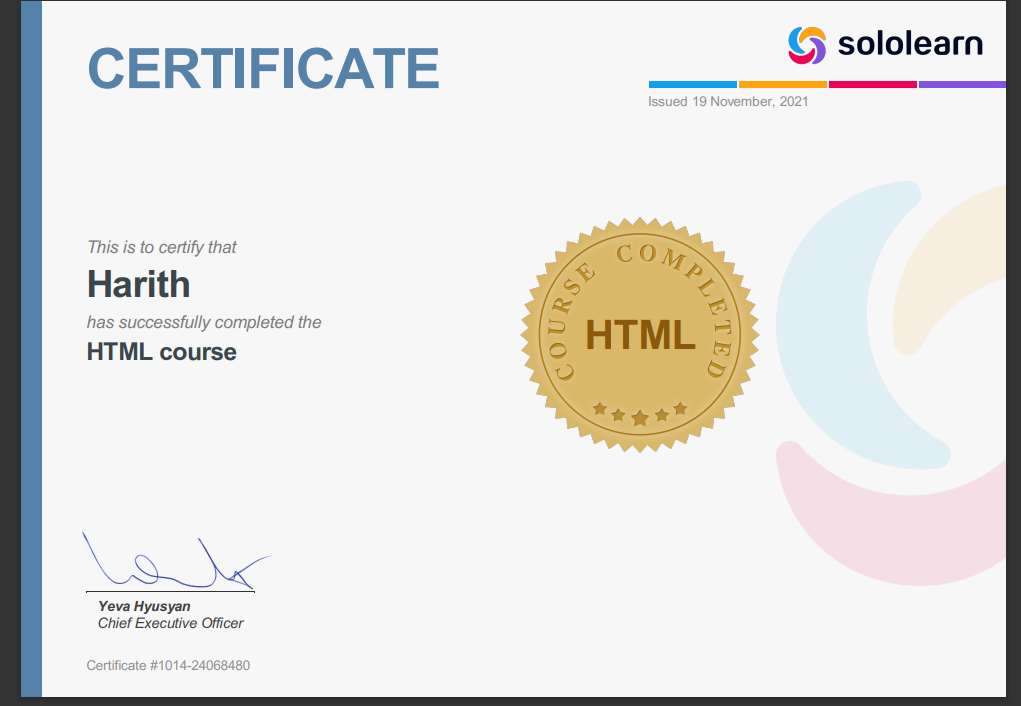 CERTIFICATE
sololearn
Issued 19 November, 2021
This is to certify that
Harith
has successfully completed the
HTML course
COURSE COMPLETED
HTML
Yeva Hyusyan
Chief Executive Officer
Certificate #1014-24068480